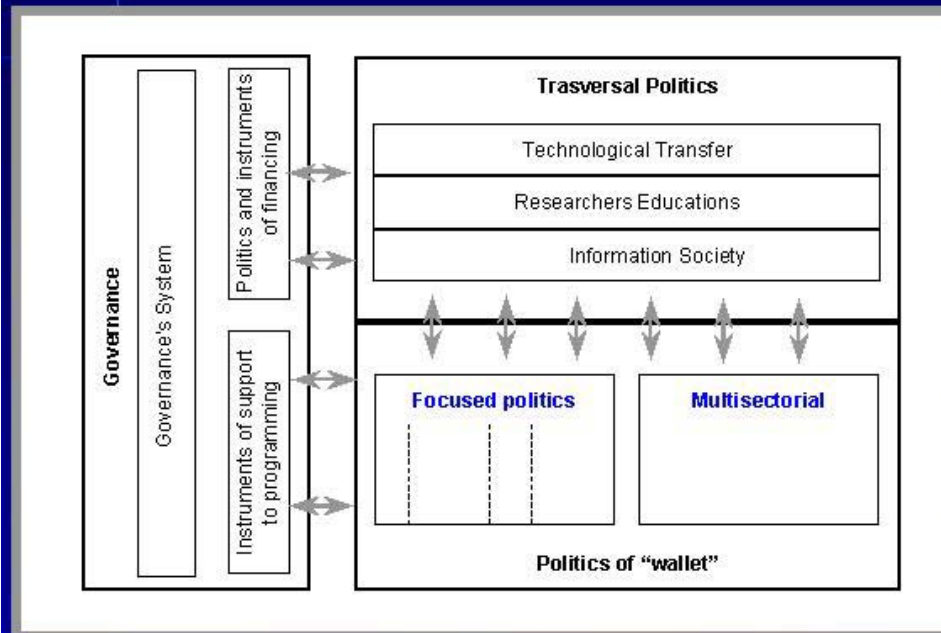 Governance
Governance's System
Politics and instruments
of financing
Instruments of support
to programming
Trasversal Politics
Technological Transfer
Researchers Educations
Information Society
Focused politics
Multisectorial
Politics of “wallet”